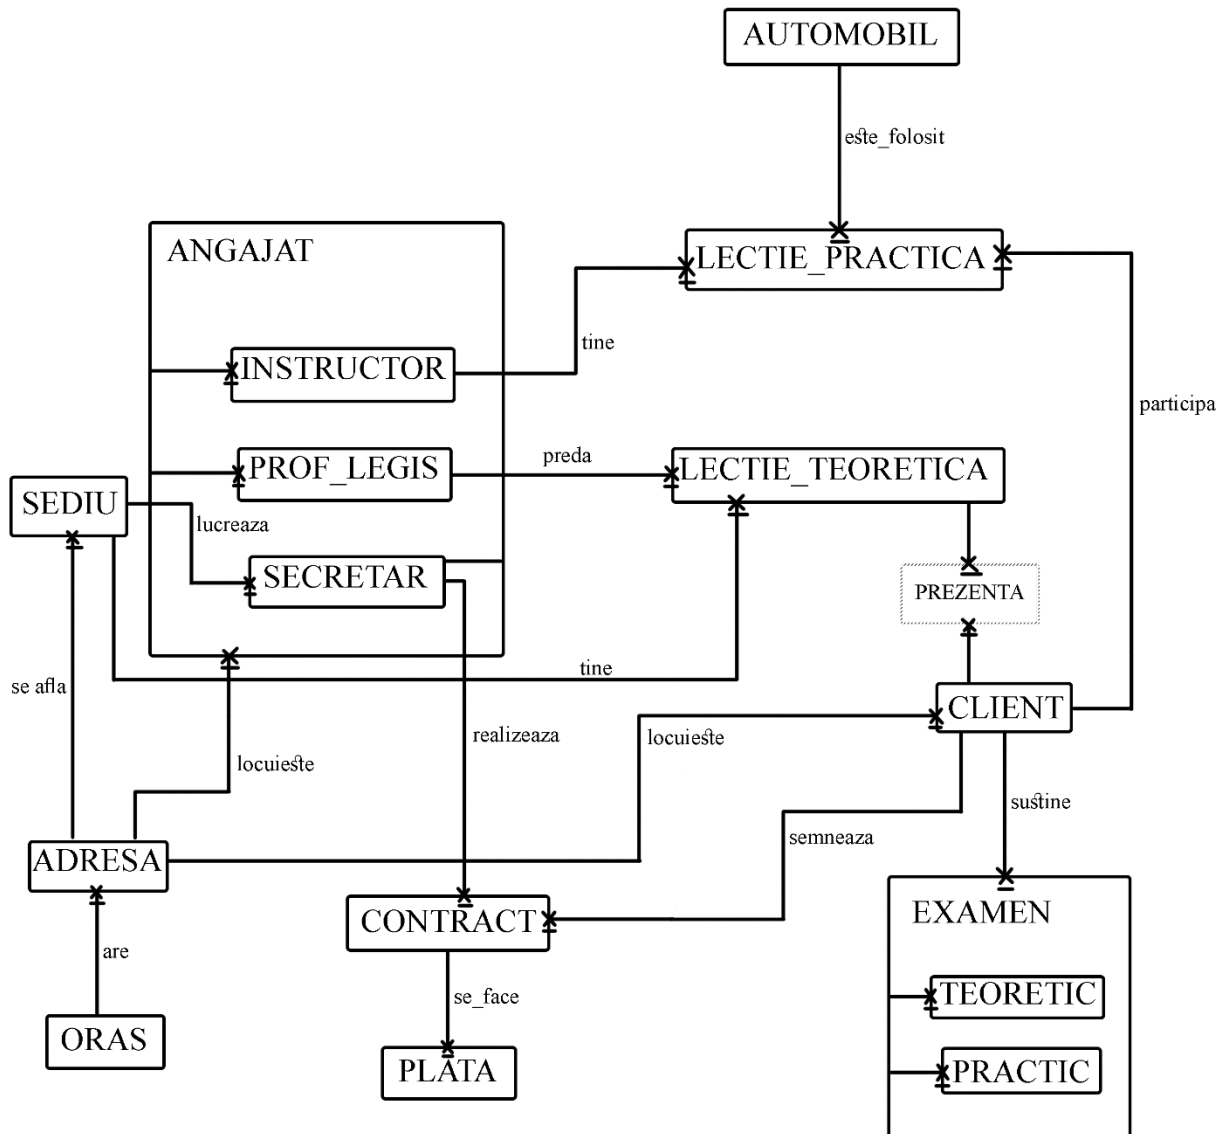 AUTOMOBIL
este_folosit
ANGAJAT
LECTIE_PRACTICA
tine
INSTRUCTOR
participa
PROF_LEGIS
preda
LECTIE_TEORETICA
SEDIU
lucreaza
SECRETAR
PREZENTA
se afla
tine
CLIENT
locuieste
realizeaza
locuieste
sustine
semneaza
ADRESA
CONTRACT
EXAMEN
are
se_face
TEORETIC
ORAS
PLATA
PRACTIC